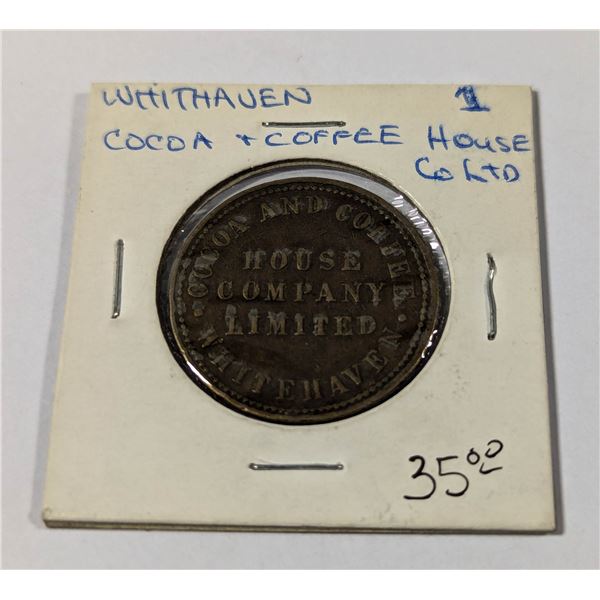 WHITHAVEN 1
COCOA + COFFEE HOUSE
Co LtD
COCOA AND COFFEE
HOUSE
COMPANY
LIMITED
WHITEHAVEN
35.00